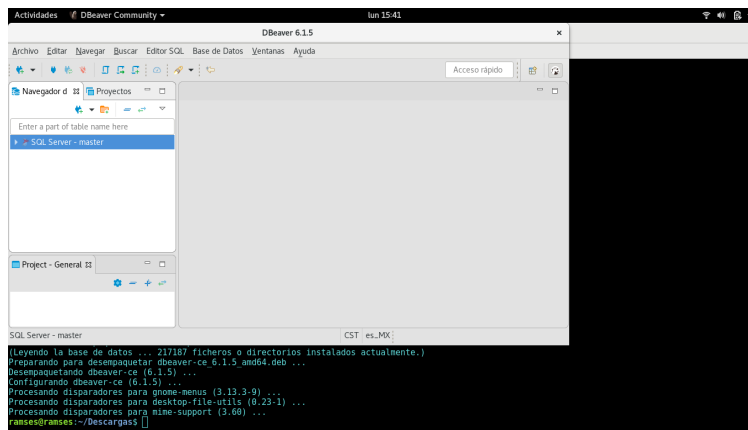 Actividades DBeaver Community lun 15:41
DBeaver 6.1.5
Archivo Editar Navegar Buscar Editor SQL Base de Datos Ventanas Ayuda
Acceso rápido
Navegador d Proyectos
Enter a part of table name here
SQL Server - master
Project - General
SQL Server - master CST es_MX
(Leyendo la base de datos ... 217187 ficheros o directorios instalados actualmente.)
Preparando para desempaquetar dbeaver-ce_6.1.5_amd64.deb ...
Desempaquetando dbeaver-ce (6.1.5) ...
Configurando dbeaver-ce (6.1.5) ...
Procesando disparadores para gnome-menus (3.13.3-9) ...
Procesando disparadores para desktop-file-utils (0.23-1) ...
Procesando disparadores para mime-support (3.60) ...
ramses@ramses:~/Descargas$